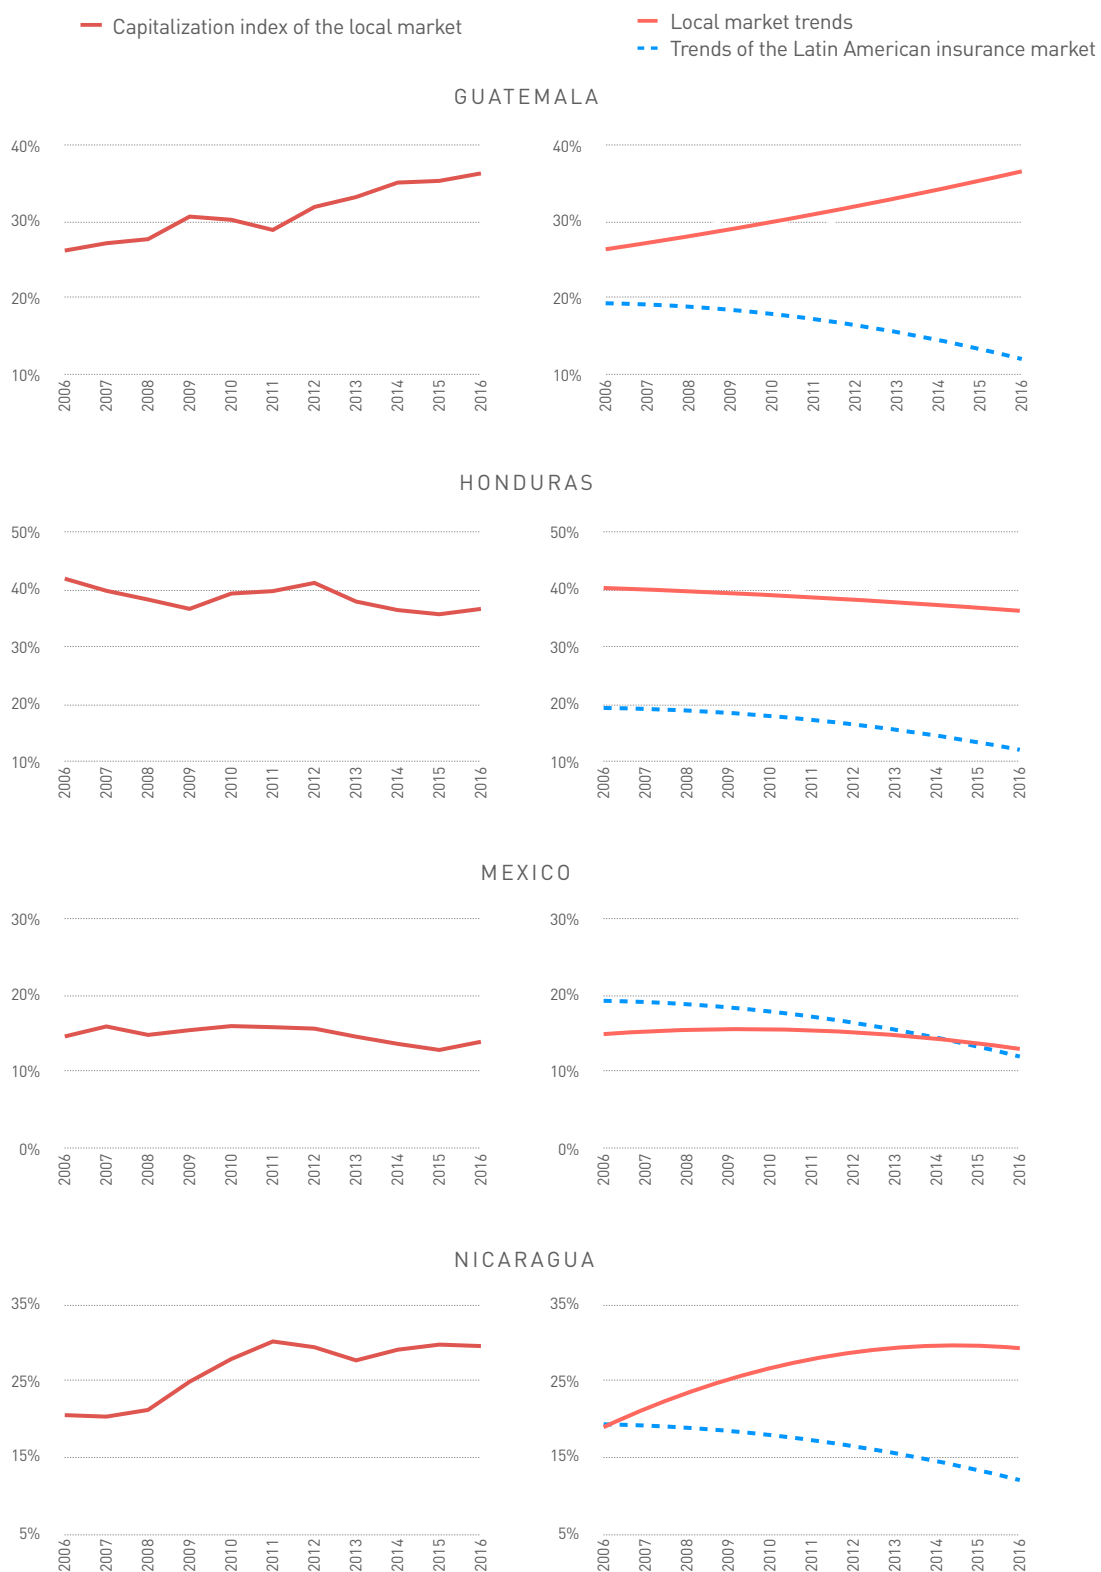 Capitalization index of the local market
Local market trends
Trends of the Latin American insurance market
GUATEMALA
40%
30%
20%
10%
2006 2007 2008 2009 2010 2011 2012 2013 2014 2015 2016
40%
30%
20%
10%
2006 2007 2008 2009 2010 2011 2012 2013 2014 2015 2016
HONDURAS
50%
40%
30%
20%
10%
2006 2007 2008 2009 2010 2011 2012 2013 2014 2015 2016
50%
40%
30%
20%
10%
2006 2007 2008 2009 2010 2011 2012 2013 2014 2015 2016
MEXICO
30%
20%
10%
0%
2006 2007 2008 2009 2010 2011 2012 2013 2014 2015 2016
30%
20%
10%
0%
2006 2007 2008 2009 2010 2011 2012 2013 2014 2015 2016
NICARAGUA
35%
25%
15%
5%
2006 2007 2008 2009 2010 2011 2012 2013 2014 2015 2016
35%
25%
15%
5%
2006 2007 2008 2009 2010 2011 2012 2013 2014 2015 2016